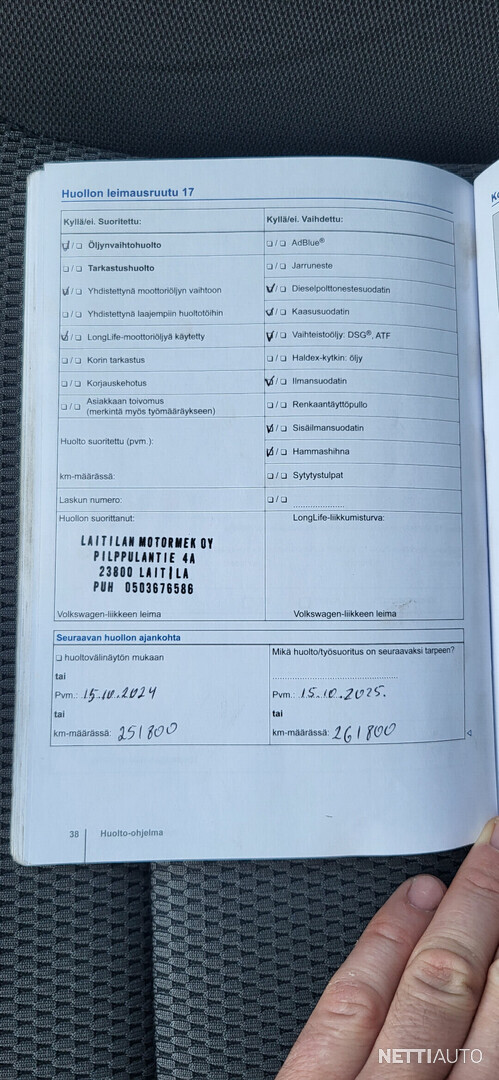 Huollon leimausruutu 17
Kyllä/ei. Suoritettu:
Öljynvaihtohuolto
Tarkastushuolto
Yhdistettynä moottoriöljyn vaihtoon
Yhdistettynä laajempiin huoltotöihin
LongLife-moottoriöljyä käytetty
Korin tarkastus
Korjauskehotus
Asiakkaan toivomus
(merkintä myös työmääräykseen)
Huolto suoritettu (pvm.):
km-määrässä:
Laskun numero:
Huollon suorittanut:
LAITILAN MOTORMEK OY
PILPPULANTIE 4A
23800 LAITILA
PUH 0503676586
Volkswagen-liikkeen leima
Kyllä/ei. Vaihdettu:
AdBlue®
Jarruneste
Dieselpolttonestesuodatin
Kaasusuodatin
Vaihteistoöljy: DSG®, ATF
Haldex-kytkin: öljy
Ilmansuodatin
Renkaantäyttöpullo
Sisäilmansuodatin
Hammashihna
Sytytystulpat
LongLife-liikkumisturva:
Volkswagen-liikkeen leima
Seuraavan huollon ajankohta
huoltovälinäytön mukaan
tai
Pvm.: 15.10.2024
tai
km-määrässä: 251800
Mikä huolto/työsuoritus on seuraavaksi tarpeen?
Pvm.: 15.10.2025.
tai
km-määrässä: 261800
38 Huolto-ohjelma
NETTIAUTO